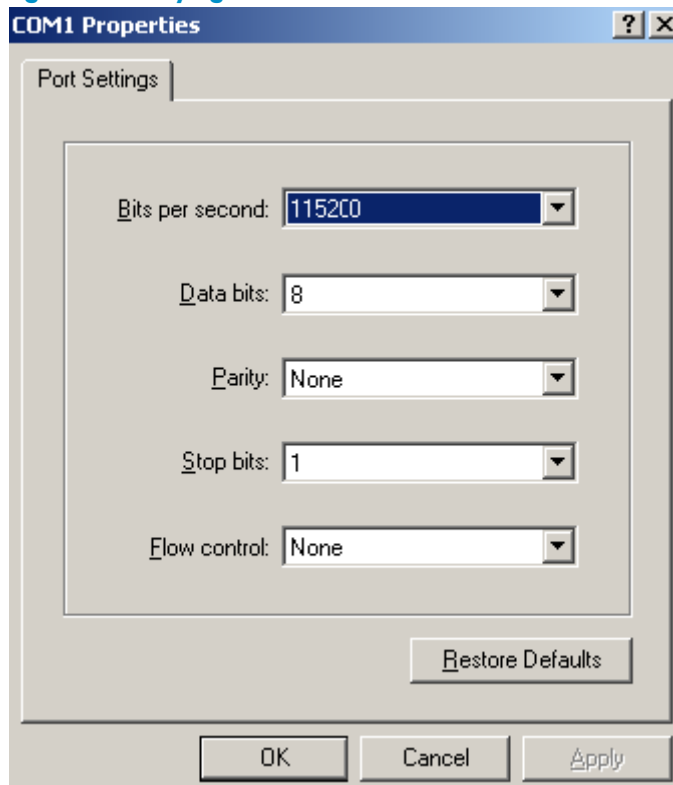 COM1 Properties
Port Settings
Bits per second: 115200
Data bits: 8
Parity: None
Stop bits: 1
Flow control: None
Restore Defaults
OK Cancel Apply